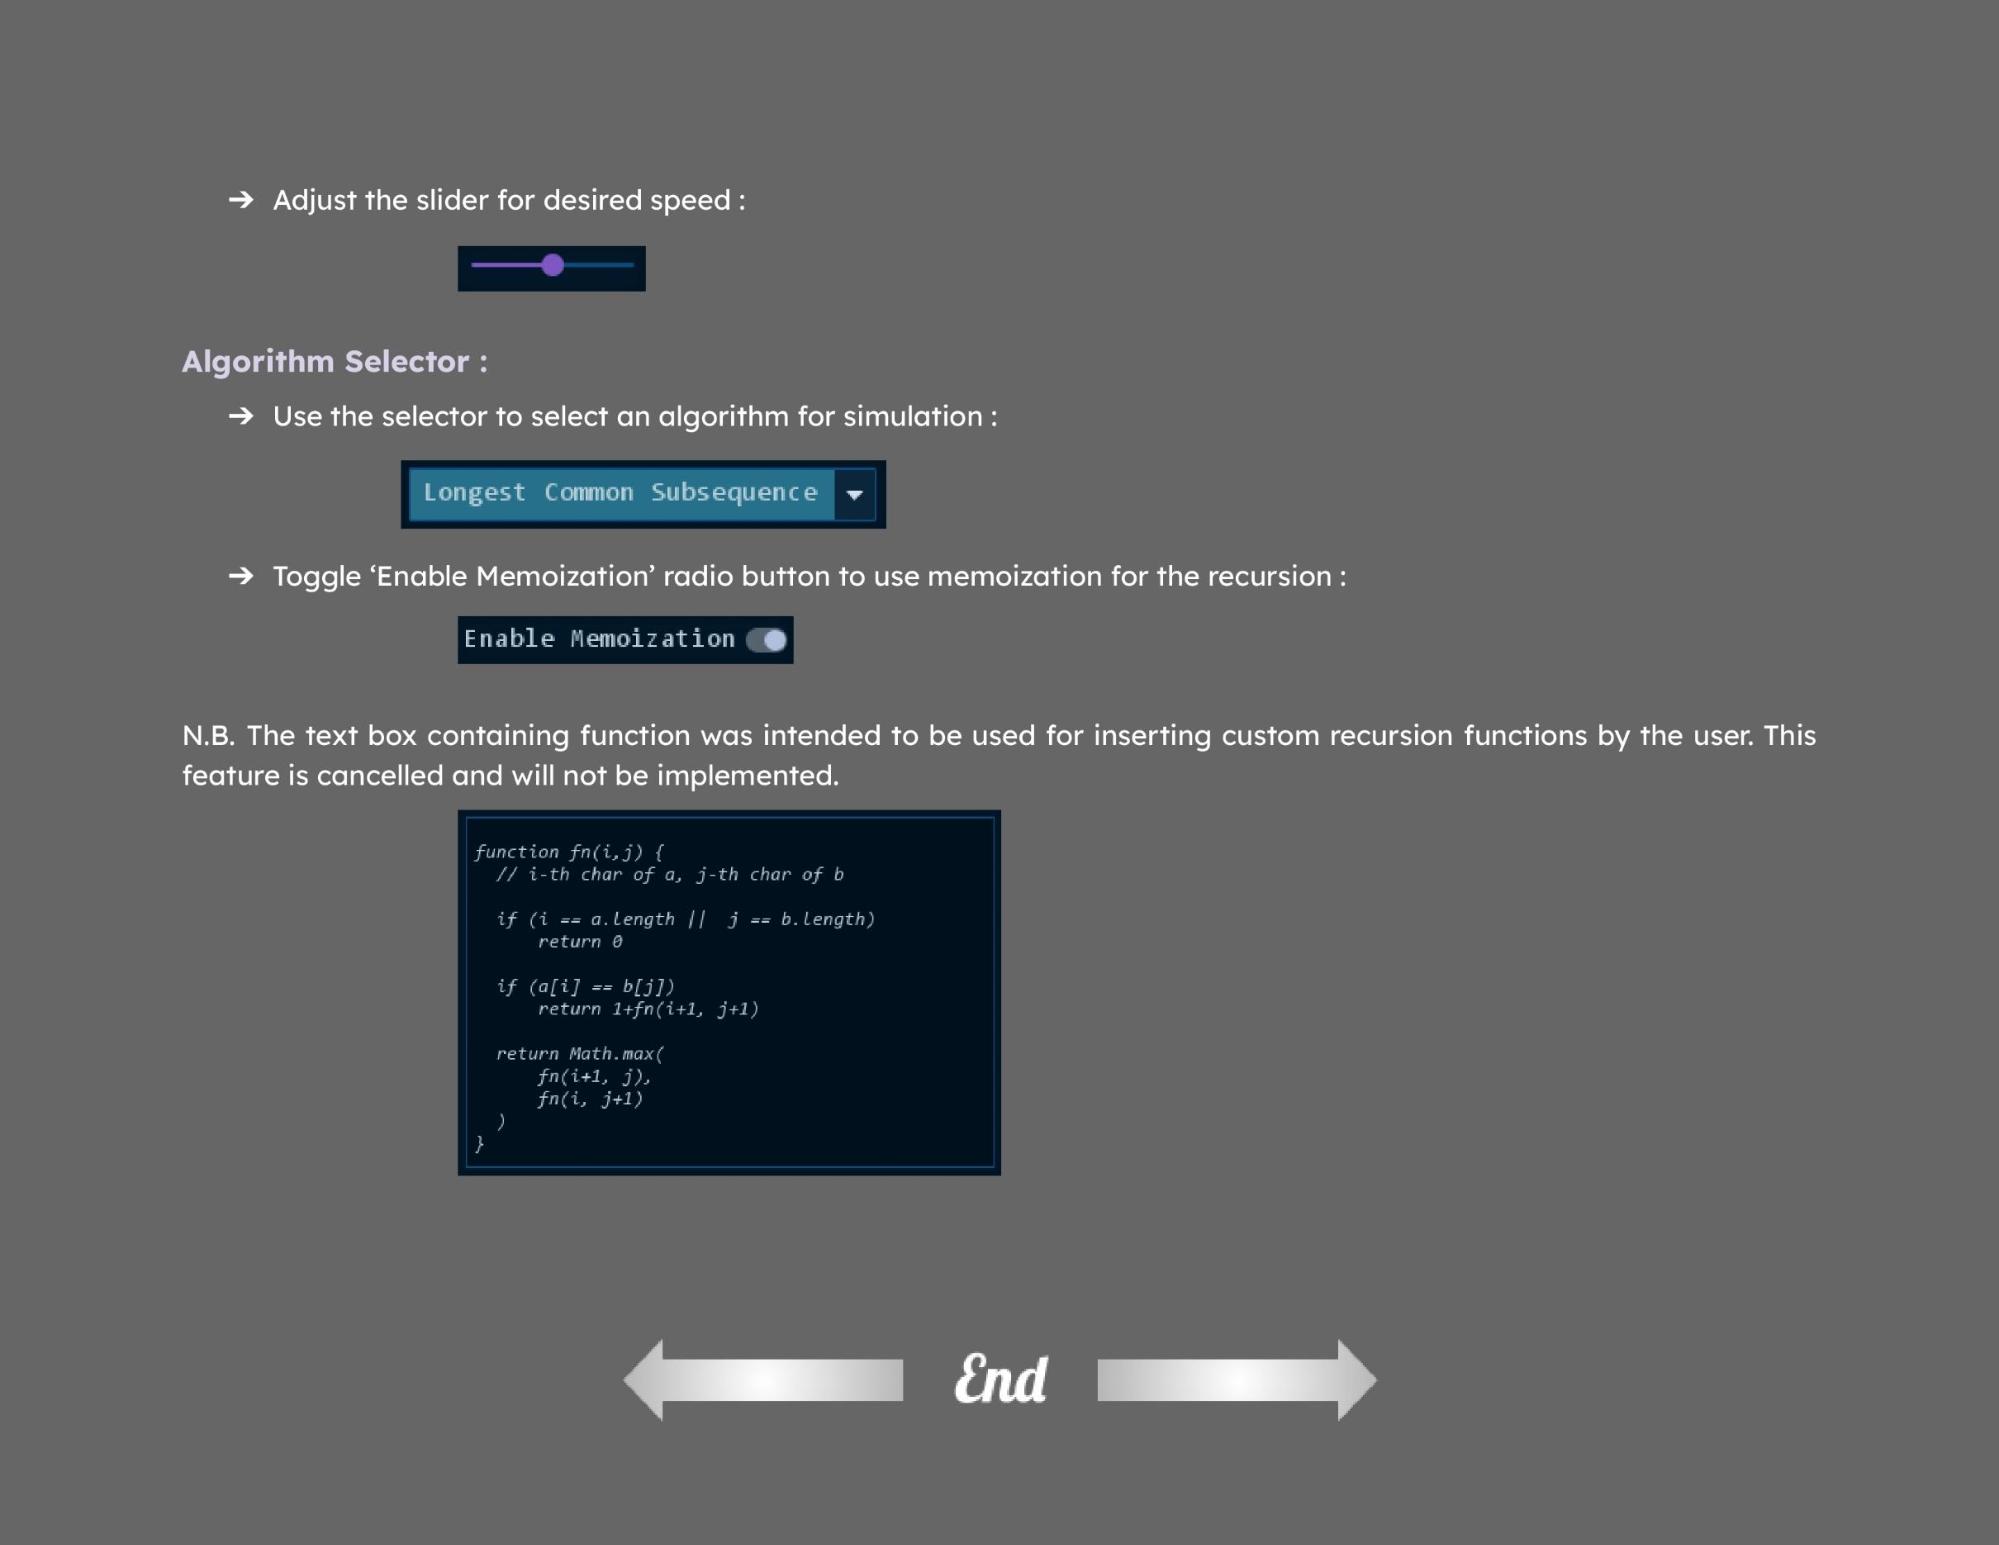 ➔ Adjust the slider for desired speed :
Algorithm Selector :
➔ Use the selector to select an algorithm for simulation :
Longest Common Subsequence
➔ Toggle ‘Enable Memoization’ radio button to use memoization for the recursion :
Enable Memoization
N.B. The text box containing function was intended to be used for inserting custom recursion functions by the user. This
feature is cancelled and will not be implemented.
function fn(i,j) {
  // i-th char of a, j-th char of b
  if (i == a.length ||  j == b.length)
      return 0
  if (a[i] == b[j])
      return 1+fn(i+1, j+1)
  return Math.max(
      fn(i+1, j),
      fn(i, j+1)
  )
}
End